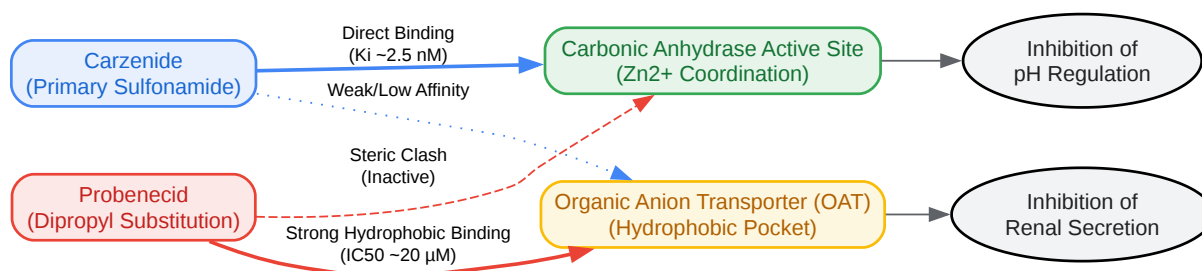 Carzenide
(Primary Sulfonamide)
Direct Binding
(Ki ~2.5 nM)
Weak/Low Affinity
Carbonic Anhydrase Active Site
(Zn2+ Coordination)
Inhibition of
pH Regulation
Probenecid
(Dipropyl Substitution)
Steric Clash
(Inactive)
Strong Hydrophobic Binding
(IC50 ~20 µM)
Organic Anion Transporter (OAT)
(Hydrophobic Pocket)
Inhibition of
Renal Secretion